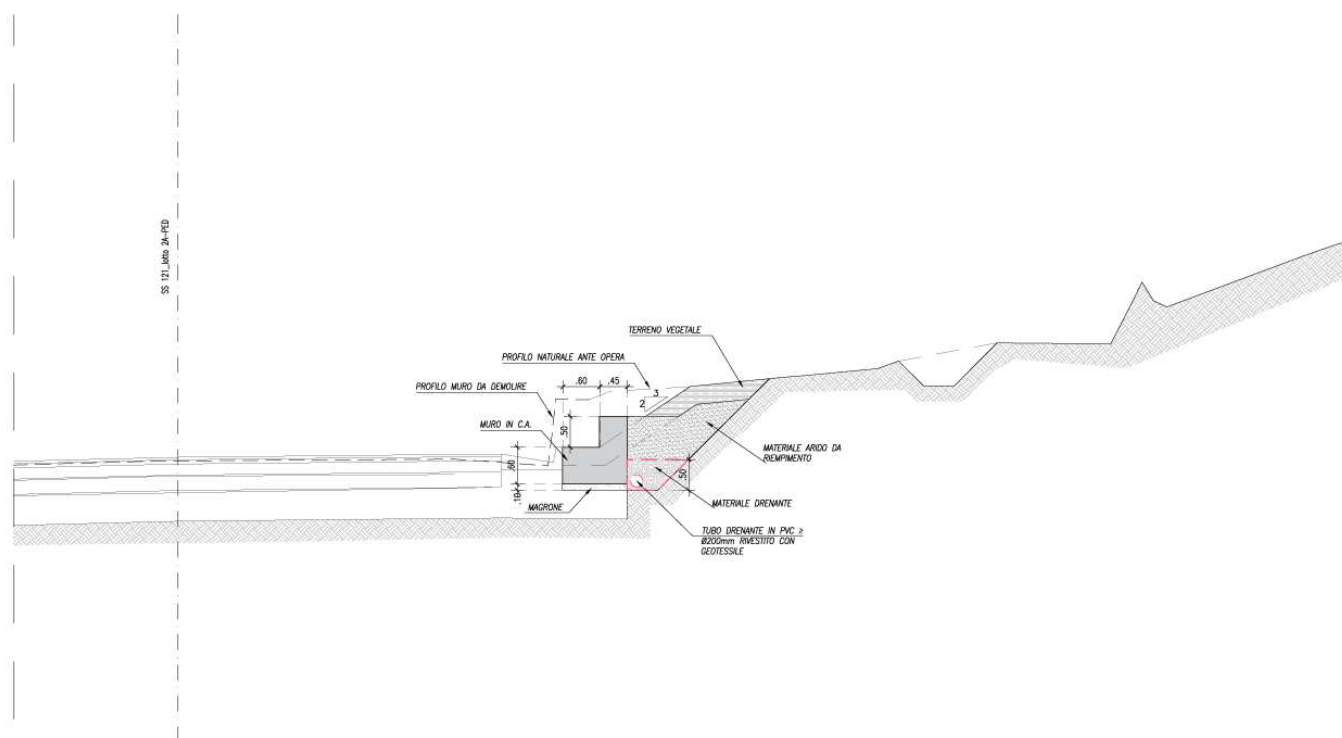 SS 121_lotto 2A-PED
TERRENO VEGETALE
PROFILO NATURALE ANTE OPERA
PROFILO MURO DA DEMOLIRE
.60
.45
3
2
.50
MURO IN C.A.
.60
.10
MAGRONE
MATERIALE ARIDO DA
RIEMPIMENTO
.50
MATERIALE DRENANTE
TUBO DRENANTE IN PVC ≥
Ø200mm RIVESTITO CON
GEOTESSILE